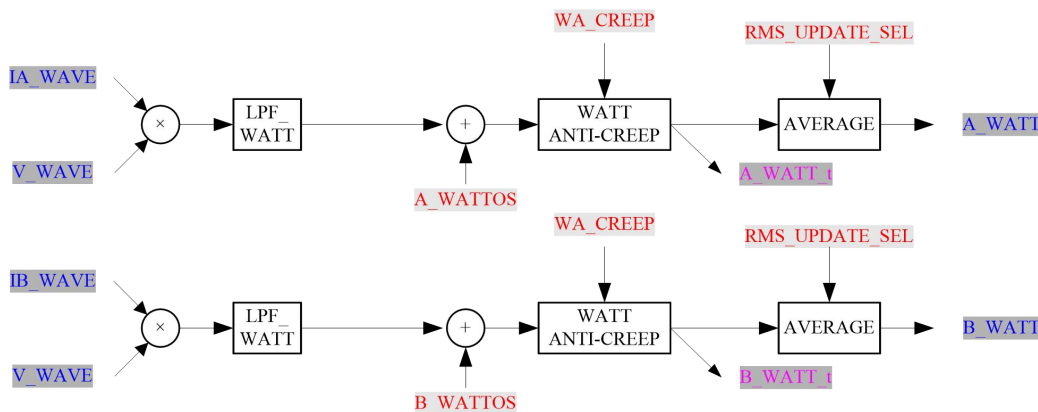 WA_CREEP
RMS_UPDATE_SEL
IA_WAVE
×
LPF_
WATT
+
WATT
ANTI-CREEP
AVERAGE
A_WATT
V_WAVE
A_WATT_t
A_WATTOS
WA_CREEP
RMS_UPDATE_SEL
IB_WAVE
×
LPF_
WATT
+
WATT
ANTI-CREEP
AVERAGE
B_WATT
V_WAVE
B_WATT_t
B_WATTOS